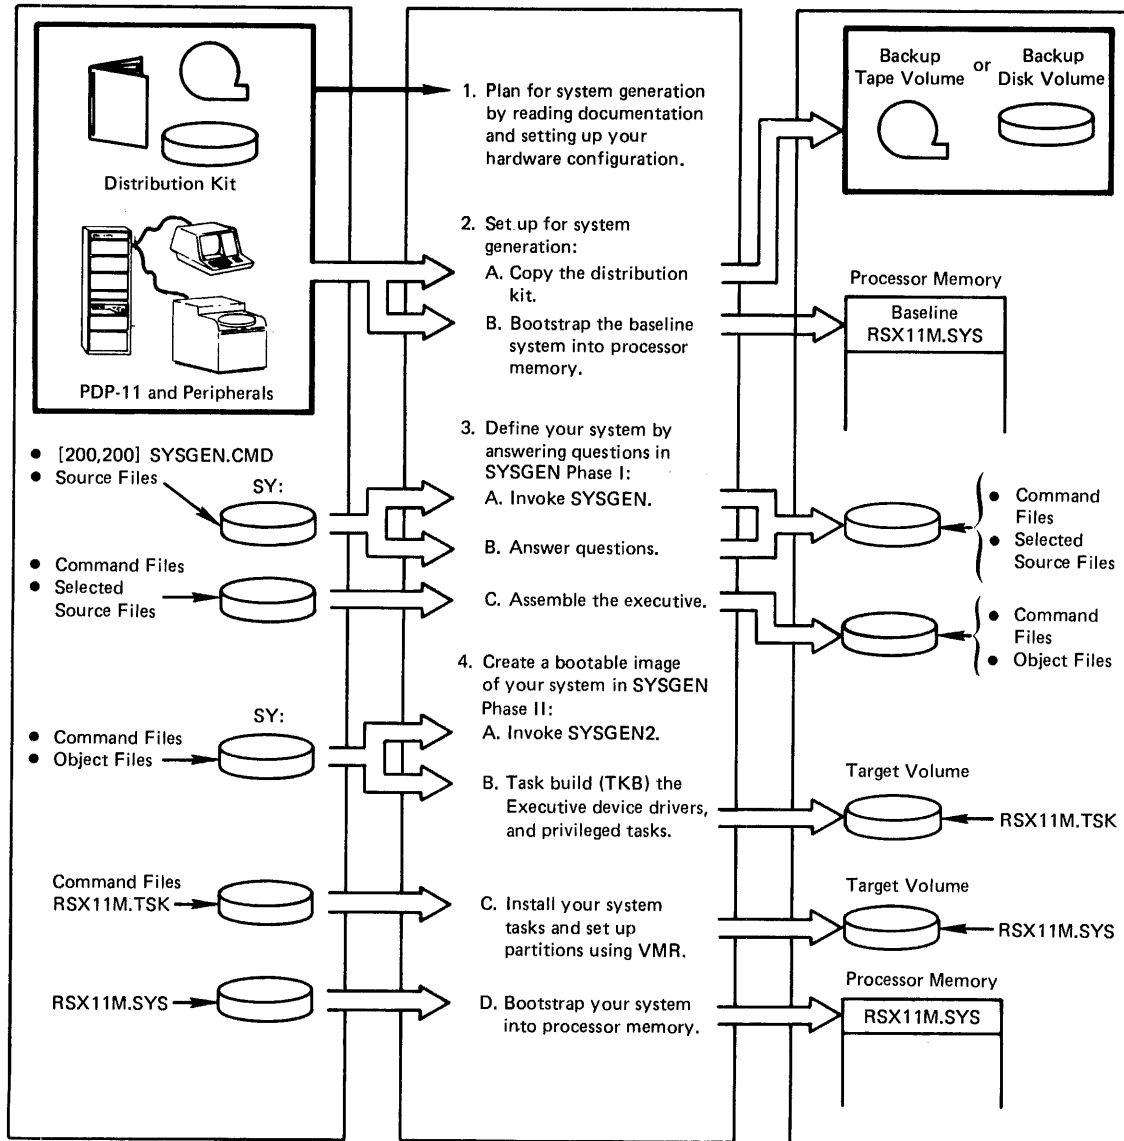 Distribution Kit
PDP-11 and Peripherals
● [200,200] SYSGEN.CMD
● Source Files
SY:
● Command Files
● Selected
Source Files
SY:
● Command Files
● Object Files
Command Files
RSX11M.TSK
RSX11M.SYS
1. Plan for system generation
by reading documentation
and setting up your
hardware configuration.
2. Set up for system
generation:
A. Copy the distribution
kit.
B. Bootstrap the baseline
system into processor
memory.
3. Define your system by
answering questions in
SYSGEN Phase I:
A. Invoke SYSGEN.
B. Answer questions.
C. Assemble the executive.
4. Create a bootable image
of your system in SYSGEN
Phase II:
A. Invoke SYSGEN2.
B. Task build (TKB) the
Executive device drivers,
and privileged tasks.
C. Install your system
tasks and set up
partitions using VMR.
D. Bootstrap your system
into processor memory.
Backup
Tape Volume
or
Backup
Disk Volume
Processor Memory
Baseline
RSX11M.SYS
● Command
Files
● Selected
Source Files
● Command
Files
● Object Files
Target Volume
RSX11M.TSK
Target Volume
RSX11M.SYS
Processor Memory
RSX11M.SYS